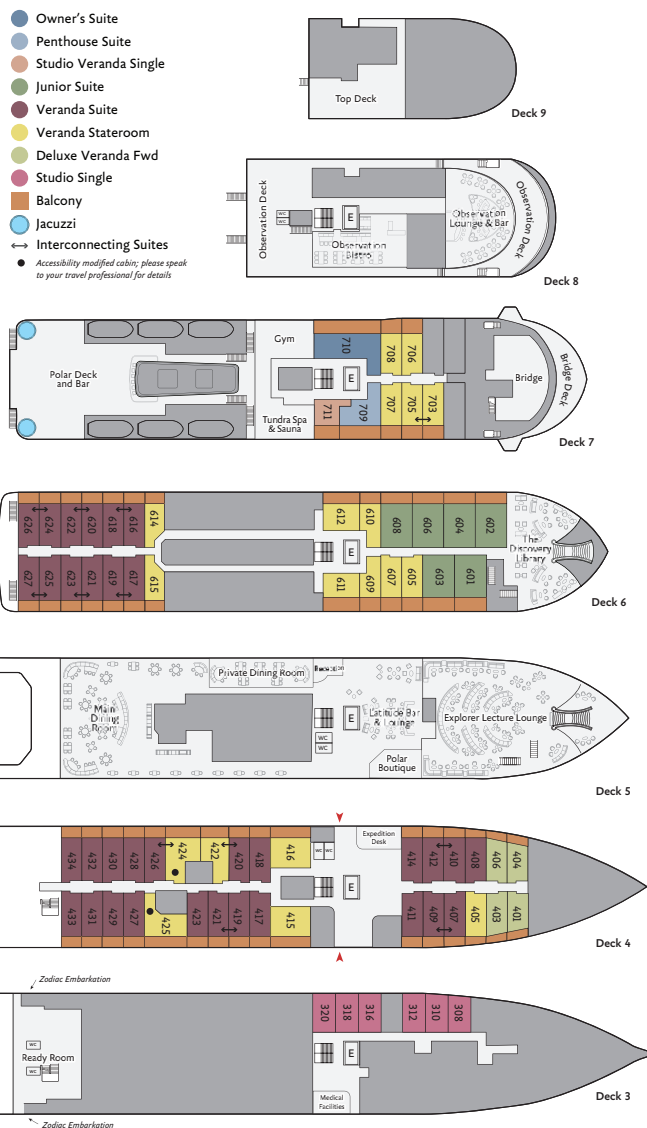 Owner's Suite
Penthouse Suite
Studio Veranda Single
Junior Suite
Veranda Suite
Veranda Stateroom
Deluxe Veranda Fwd
Studio Single
Balcony
Jacuzzi
Interconnecting Suites
Accessibility modified cabin; please speak
to your travel professional for details
Top Deck
Deck 9
Observation Deck
WC
WC
E
Observation
Bistro
Observation
Lounge & Bar
Observation Deck
Deck 8
Polar Deck
and Bar
Gym
Tundra Spa
& Sauna
710
708
706
E
711
709
707
705
703
Bridge
Bridge Deck
Deck 7
626
624
622
620
618
616
614
612
610
608
606
604
602
E
The
Discovery
Library
627
625
623
621
619
617
615
611
609
607
605
603
601
Deck 6
Main
Dining
Room
Private Dining Room
E
WC
WC
Latitude Bar
& Lounge
Polar
Boutique
Explorer Lecture Lounge
Deck 5
434
432
430
428
426
424
422
420
418
416
WC
WC
Expedition
Desk
414
412
410
408
406
404
E
433
431
429
427
425
423
421
419
417
415
411
409
407
405
403
401
Deck 4
Zodiac Embarkation
WC
Ready Room
WC
320
318
316
312
310
308
E
Medical
Facilities
Deck 3
Zodiac Embarkation